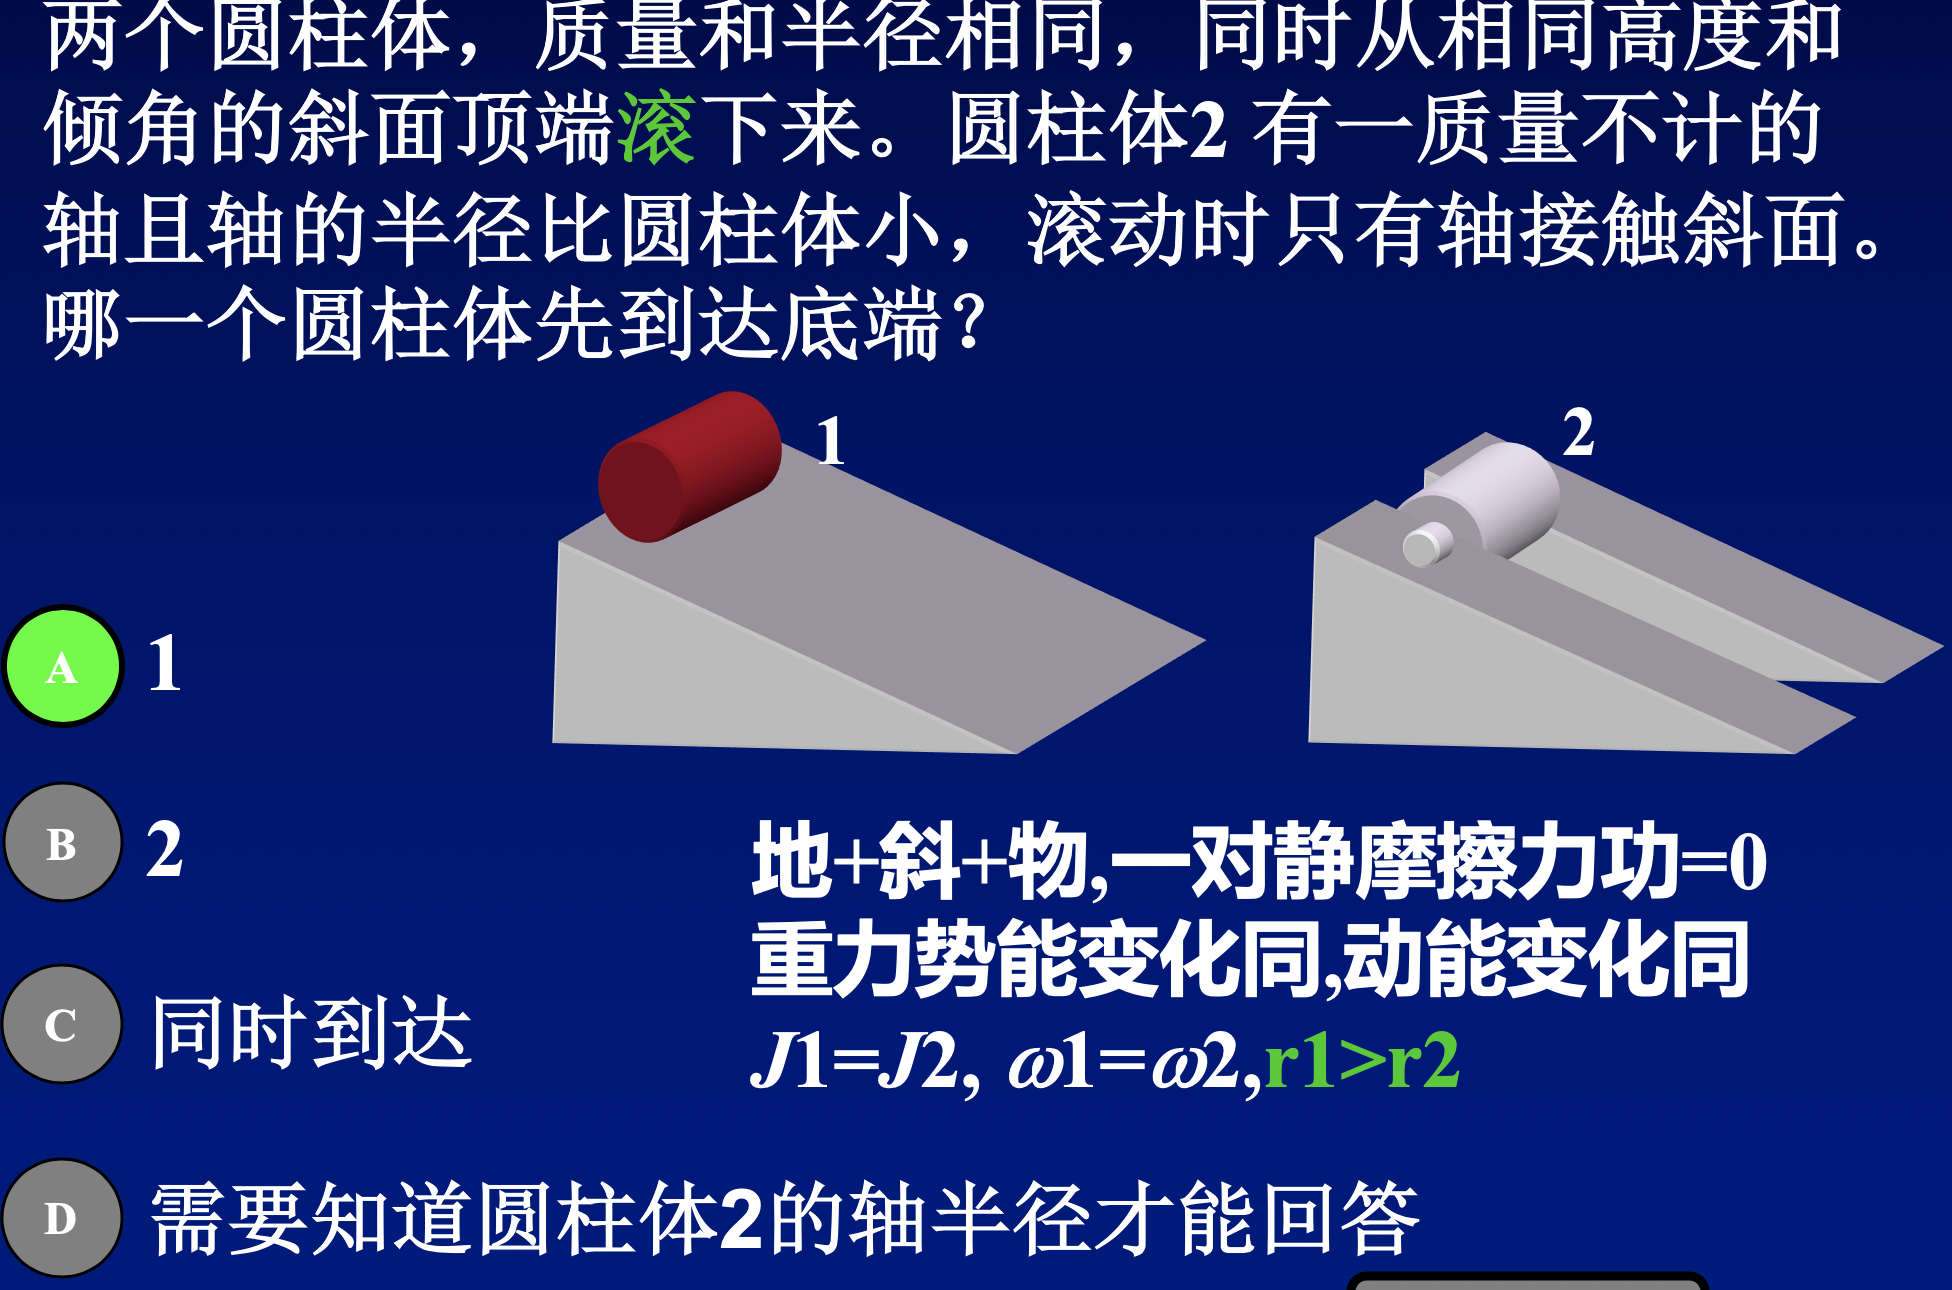 两个圆柱体，质量和半径相同，同时从相同高度和
倾角的斜面顶端滚下来。圆柱体2 有一质量不计的
轴且轴的半径比圆柱体小，滚动时只有轴接触斜面。
哪一个圆柱体先到达底端？
1
2
A 1
B 2
地+斜+物,一对静摩擦力功=0
重力势能变化同,动能变化同
C 同时到达
J1=J2, ω1=ω2,r1>r2
D 需要知道圆柱体2的轴半径才能回答